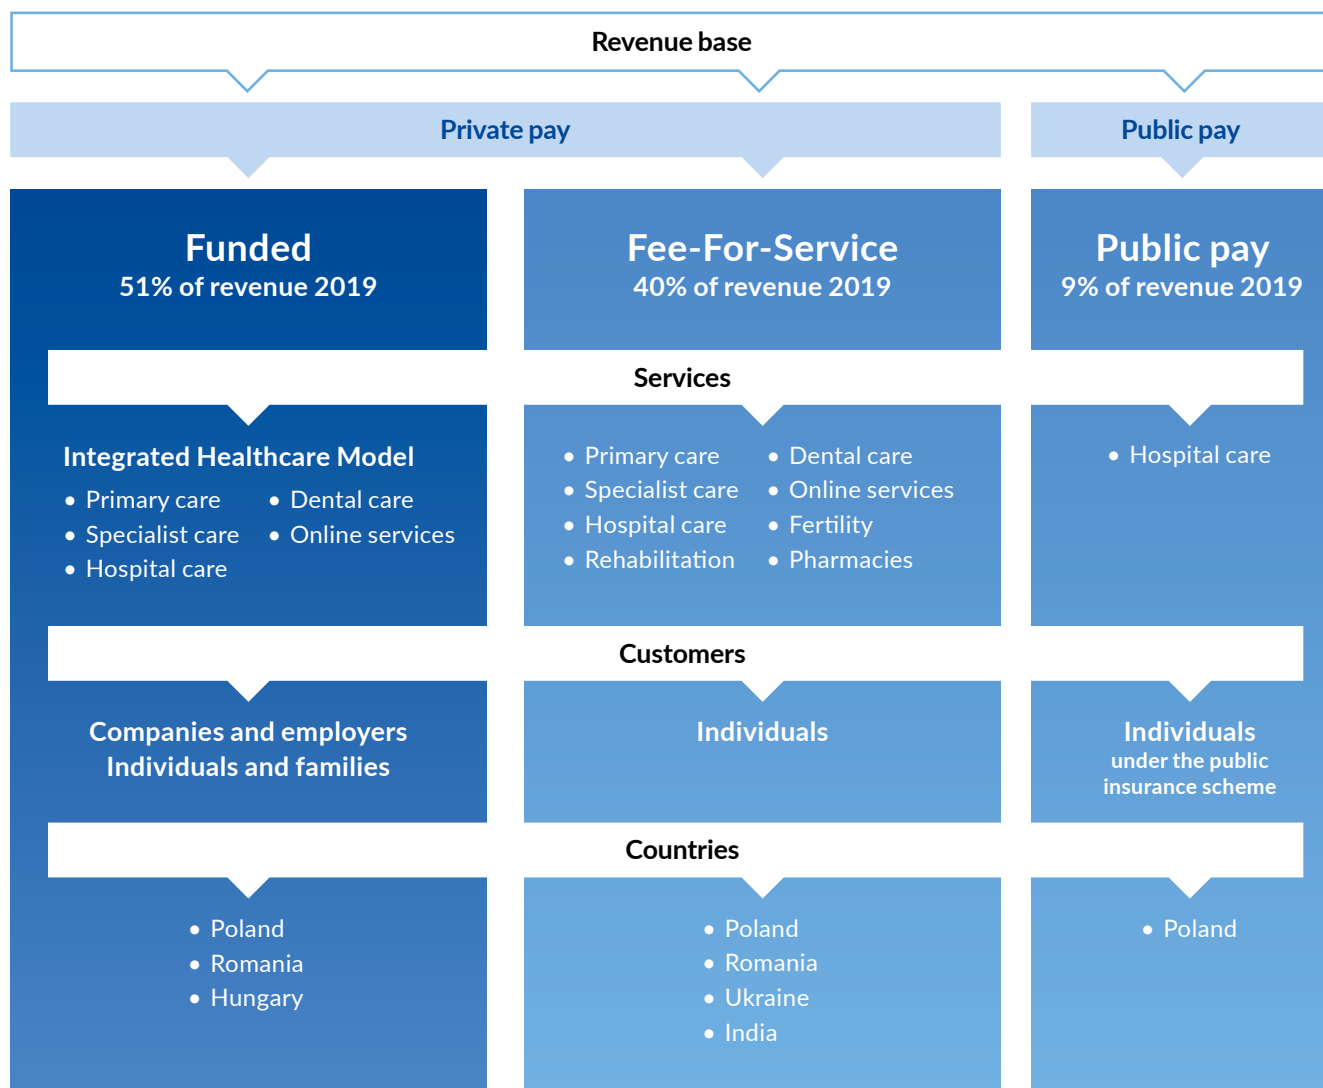 Revenue base
Private pay
Public pay
Funded
51% of revenue 2019
Fee-For-Service
40% of revenue 2019
Public pay
9% of revenue 2019
Services
Integrated Healthcare Model
• Primary care
• Specialist care
• Hospital care
• Dental care
• Online services
• Primary care
• Specialist care
• Hospital care
• Rehabilitation
• Dental care
• Online services
• Fertility
• Pharmacies
• Hospital care
Customers
Companies and employers
Individuals and families
Individuals
Individuals
under the public
insurance scheme
Countries
• Poland
• Romania
• Hungary
• Poland
• Romania
• Ukraine
• India
• Poland